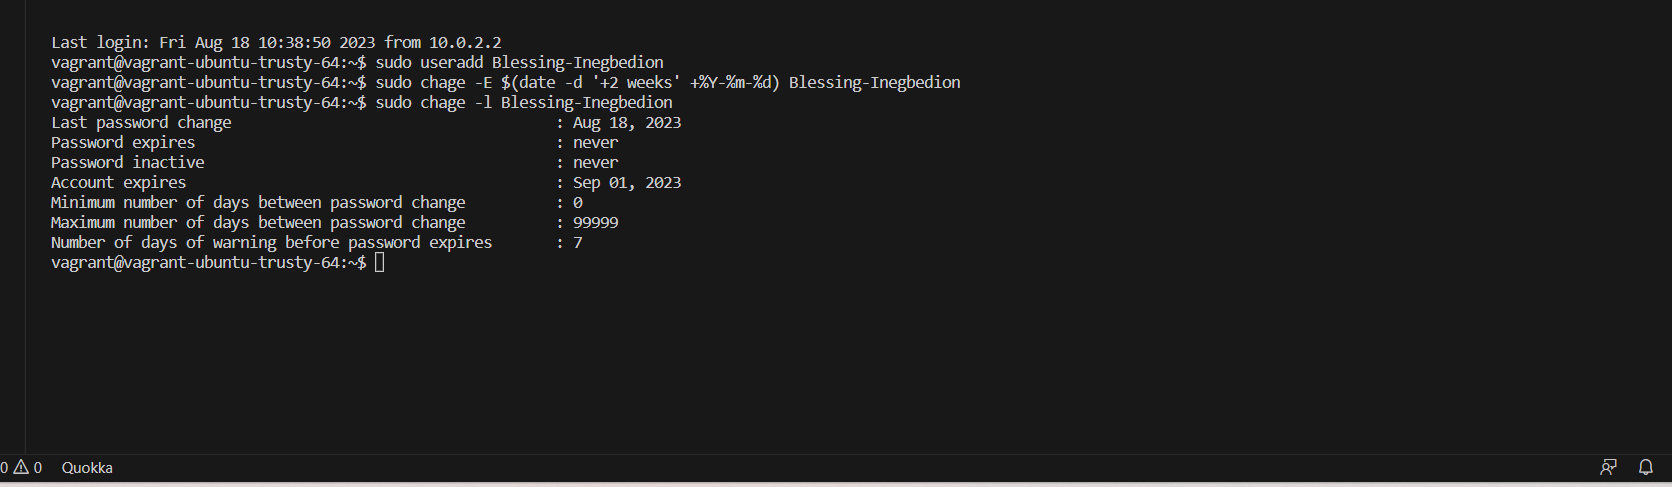 Last login: Fri Aug 18 10:38:50 2023 from 10.0.2.2
vagrant@vagrant-ubuntu-trusty-64:~$ sudo useradd Blessing-Inegbedion
vagrant@vagrant-ubuntu-trusty-64:~$ sudo chage -E $(date -d '+2 weeks' +%Y-%m-%d) Blessing-Inegbedion
vagrant@vagrant-ubuntu-trusty-64:~$ sudo chage -l Blessing-Inegbedion
Last password change : Aug 18, 2023
Password expires : never
Password inactive : never
Account expires : Sep 01, 2023
Minimum number of days between password change : 0
Maximum number of days between password change : 99999
Number of days of warning before password expires : 7
vagrant@vagrant-ubuntu-trusty-64:~$
0 0 Quokka